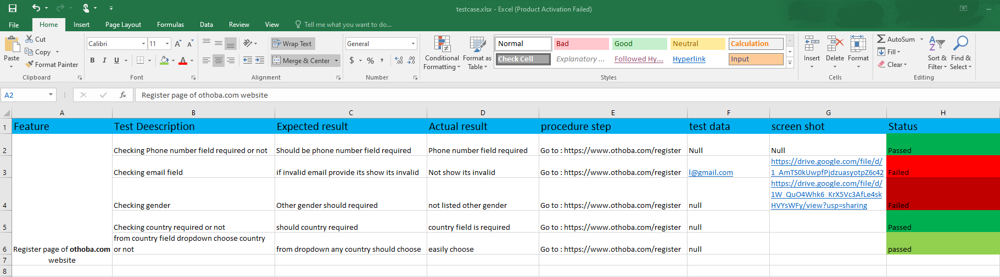 testcase.xlsx - Excel (Product Activation Failed)
File Home Insert Page Layout Formulas Data Review View Tell me what you want to do...
Paste
Cut
Copy
Format Painter
Clipboard
Calibri 11
B I U
Font
Wrap Text
Merge & Center
Alignment
General
$ % ,
Number
Conditional Formatting
Format as Table
Normal Bad Good Neutral Calculation
Check Cell Explanatory ... Followed Hy... Hyperlink Input
Styles
Insert Delete Format
Cells
AutoSum
Fill
Clear
Sort & Filter
Find & Select
Editing
A2 fx Register page of othoba.com website
A B C D E F G H
1 Feature Test Deescription Expected result Actual result procedure step test data screen shot Status
2 Checking Phone number field required or not Should be phone number field required Phone number field required Go to : https://www.othoba.com/register Null Null Passed
3 Checking email field if invalid email provide its show its invalid Not show its invalid Go to : https://www.othoba.com/register l@gmail.com https://drive.google.com/file/d/1_AmTS0kUwpfPjdzuasyotpZ6c42 Failed
4 Checking gender Other gender should required not listed other gender Go to : https://www.othoba.com/register null https://drive.google.com/file/d/1W_QuO4Whk6_KrX5Vc3AfLe4skHVYsWFy/view?usp=sharing Failed
5 Checking country required or not should country required country field is required Go to : https://www.othoba.com/register null Passed
6 Register page of othoba.com website from country field dropdown choose country or not from dropdown any country should choose easily choose Go to : https://www.othoba.com/register null passed
7
8